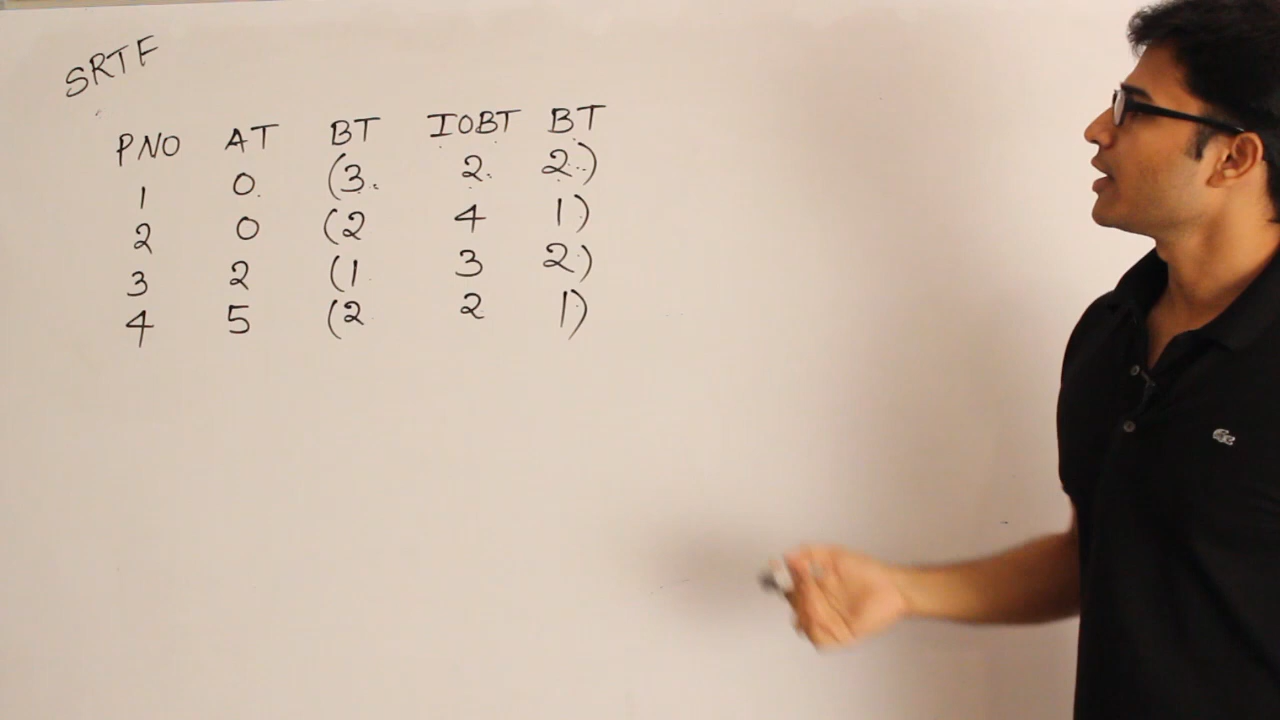 SRTF
PNO AT BT IOBT BT
1 0 (3 2 2)
2 0 (2 4 1)
3 2 (1 3 2)
4 5 (2 2 1)